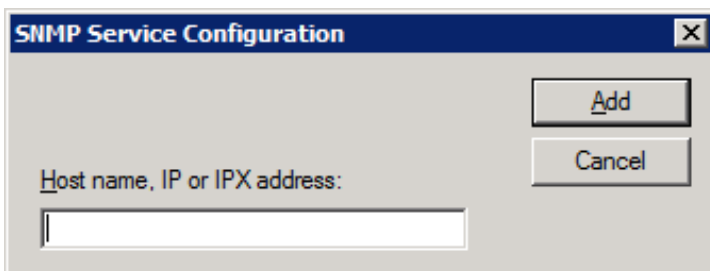 SNMP Service Configuration
Add
Cancel
Host name, IP or IPX address: